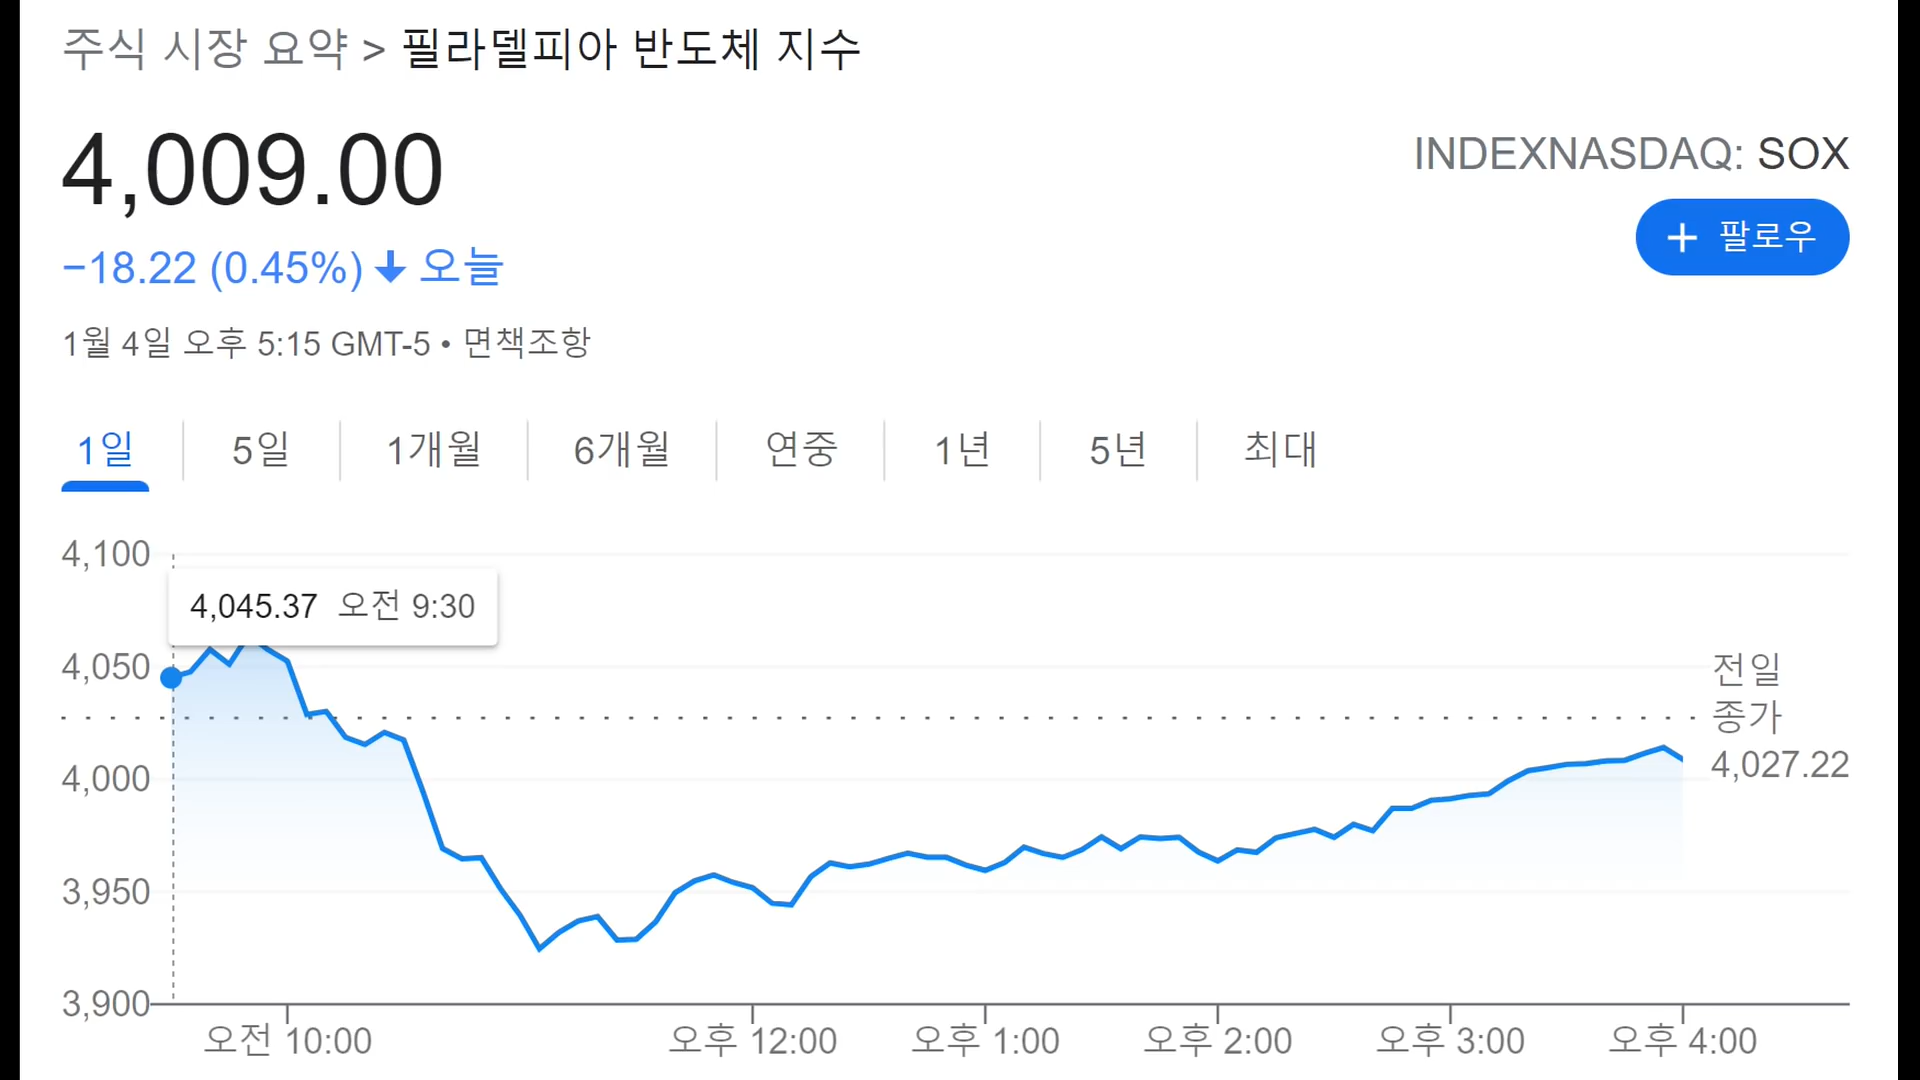 주식 시장 요약 > 필라델피아 반도체 지수
4,009.00
INDEXNASDAQ: SOX
+ 팔로우
−18.22 (0.45%) ↓ 오늘
1월 4일 오후 5:15 GMT-5 • 면책조항
1일 5일 1개월 6개월 연중 1년 5년 최대
4,100
4,045.37 오전 9:30
4,050
전일
종가
4,027.22
4,000
3,950
3,900
오전 10:00 오후 12:00 오후 1:00 오후 2:00 오후 3:00 오후 4:00